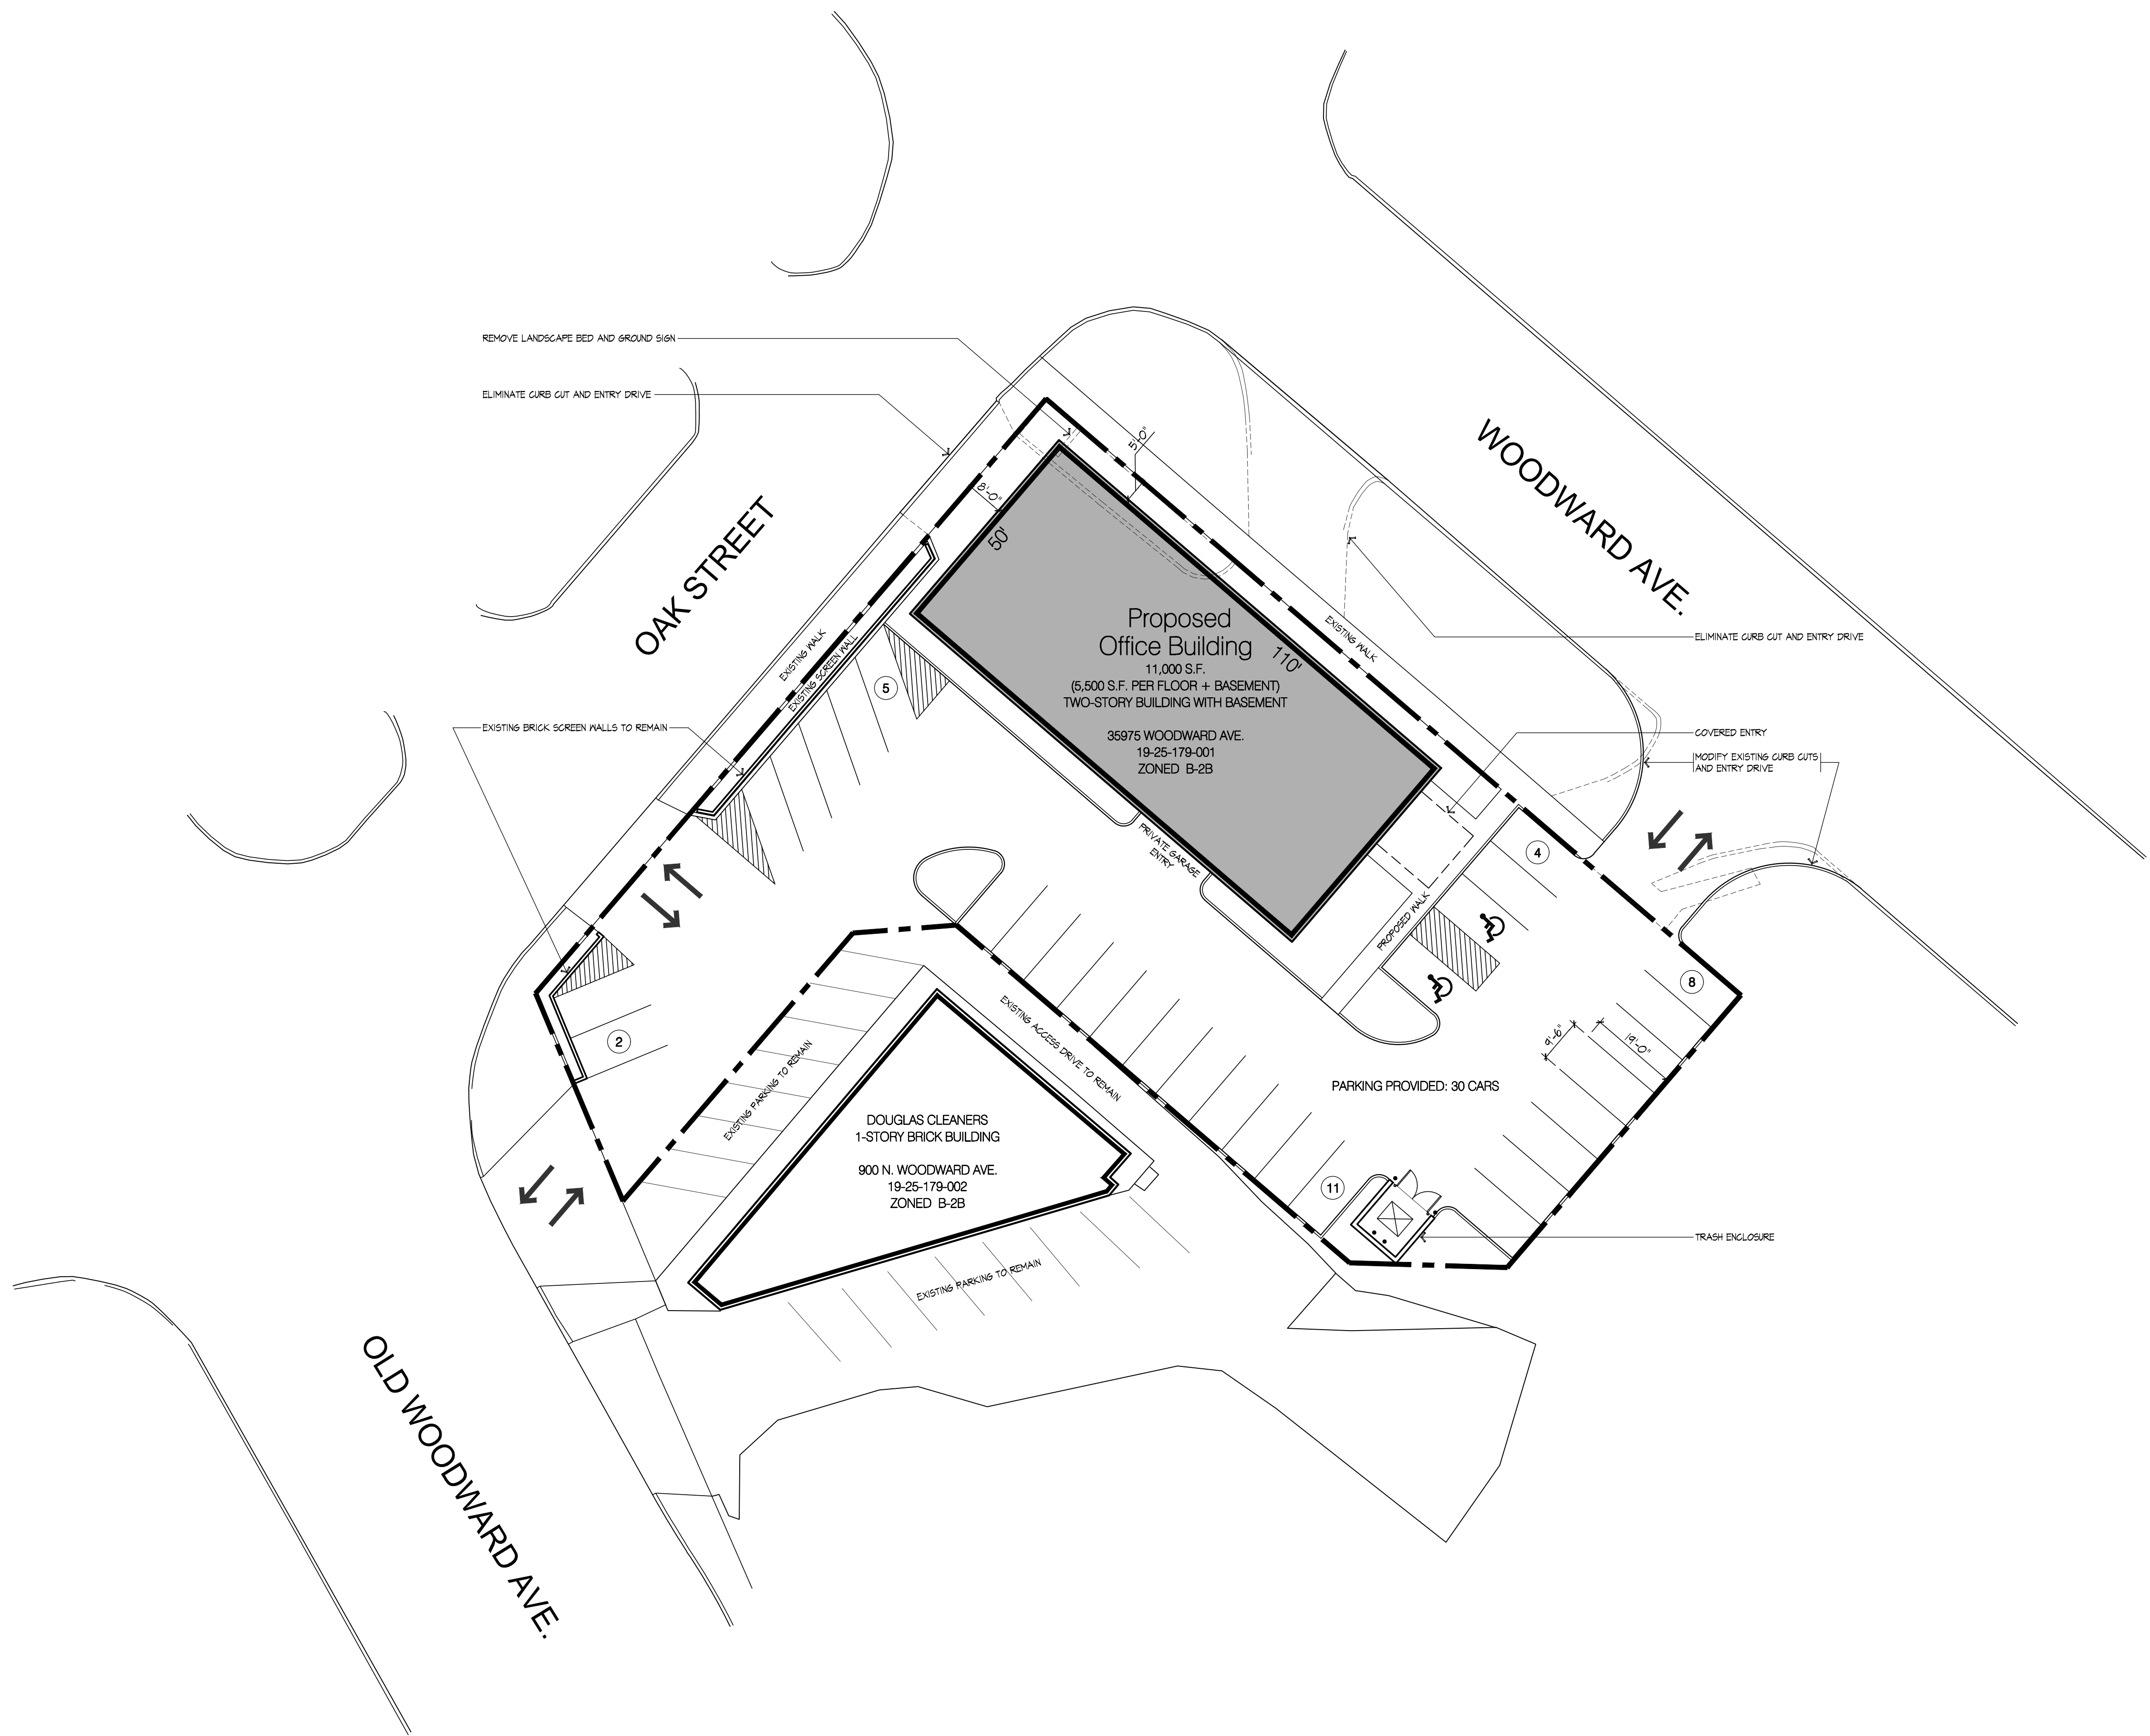 REMOVE LANDSCAPE BED AND GROUND SIGN
ELIMINATE CURB CUT AND ENTRY DRIVE
WOODWARD AVE.
5'-0"
8'-0"
50'
OAK STREET
Proposed
Office Building
11,000 S.F.
(5,500 S.F. PER FLOOR + BASEMENT)
TWO-STORY BUILDING WITH BASEMENT
35975 WOODWARD AVE.
19-25-179-001
ZONED B-2B
110'
EXISTING WALK
ELIMINATE CURB CUT AND ENTRY DRIVE
EXISTING WALK
EXISTING SCREEN WALL
5
EXISTING BRICK SCREEN WALLS TO REMAIN
COVERED ENTRY
MODIFY EXISTING CURB CUTS
AND ENTRY DRIVE
PRIVATE GARAGE
ENTRY
4
PROPOSED WALK
8
2
9'-6"
19'-0"
EXISTING ACCESS DRIVE TO REMAIN
EXISTING PARKING TO REMAIN
PARKING PROVIDED: 30 CARS
DOUGLAS CLEANERS
1-STORY BRICK BUILDING
900 N. WOODWARD AVE.
19-25-179-002
ZONED B-2B
11
TRASH ENCLOSURE
EXISTING PARKING TO REMAIN
OLD WOODWARD AVE.